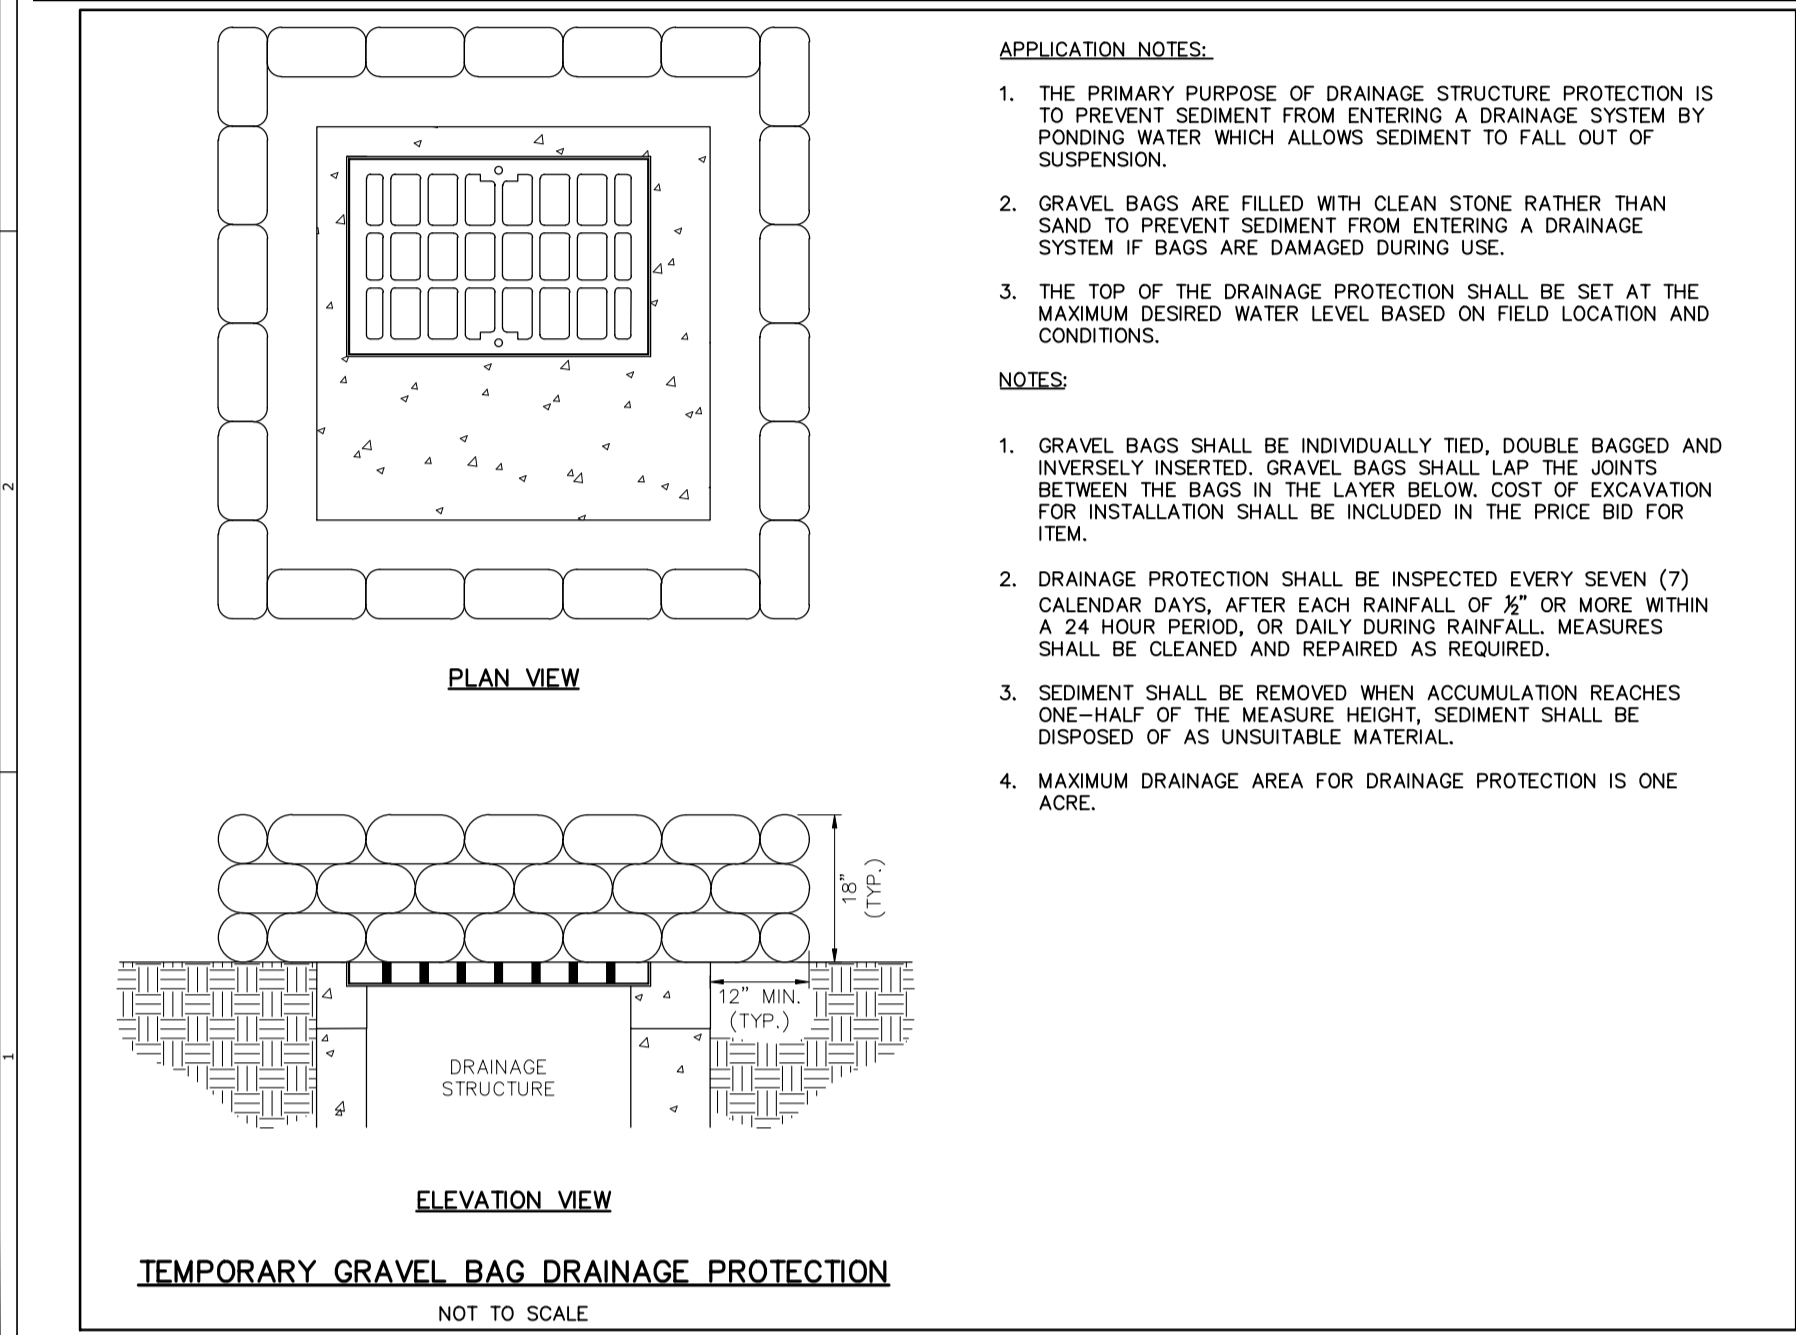 APPLICATION NOTES:
1. THE PRIMARY PURPOSE OF DRAINAGE STRUCTURE PROTECTION IS
TO PREVENT SEDIMENT FROM ENTERING A DRAINAGE SYSTEM BY
PONDING WATER WHICH ALLOWS SEDIMENT TO FALL OUT OF
SUSPENSION.
2. GRAVEL BAGS ARE FILLED WITH CLEAN STONE RATHER THAN
SAND TO PREVENT SEDIMENT FROM ENTERING A DRAINAGE
SYSTEM IF BAGS ARE DAMAGED DURING USE.
3. THE TOP OF THE DRAINAGE PROTECTION SHALL BE SET AT THE
MAXIMUM DESIRED WATER LEVEL BASED ON FIELD LOCATION AND
CONDITIONS.
NOTES:
1. GRAVEL BAGS SHALL BE INDIVIDUALLY TIED, DOUBLE BAGGED AND
INVERSELY INSERTED. GRAVEL BAGS SHALL LAP THE JOINTS
BETWEEN THE BAGS IN THE LAYER BELOW. COST OF EXCAVATION
FOR INSTALLATION SHALL BE INCLUDED IN THE PRICE BID FOR
ITEM.
2. DRAINAGE PROTECTION SHALL BE INSPECTED EVERY SEVEN (7)
CALENDAR DAYS, AFTER EACH RAINFALL OF ½" OR MORE WITHIN
A 24 HOUR PERIOD, OR DAILY DURING RAINFALL. MEASURES
SHALL BE CLEANED AND REPAIRED AS REQUIRED.
3. SEDIMENT SHALL BE REMOVED WHEN ACCUMULATION REACHES
ONE-HALF OF THE MEASURE HEIGHT, SEDIMENT SHALL BE
DISPOSED OF AS UNSUITABLE MATERIAL.
4. MAXIMUM DRAINAGE AREA FOR DRAINAGE PROTECTION IS ONE
ACRE.
2
PLAN VIEW
18"
(TYP.)
12" MIN.
(TYP.)
1
DRAINAGE
STRUCTURE
ELEVATION VIEW
TEMPORARY GRAVEL BAG DRAINAGE PROTECTION
NOT TO SCALE